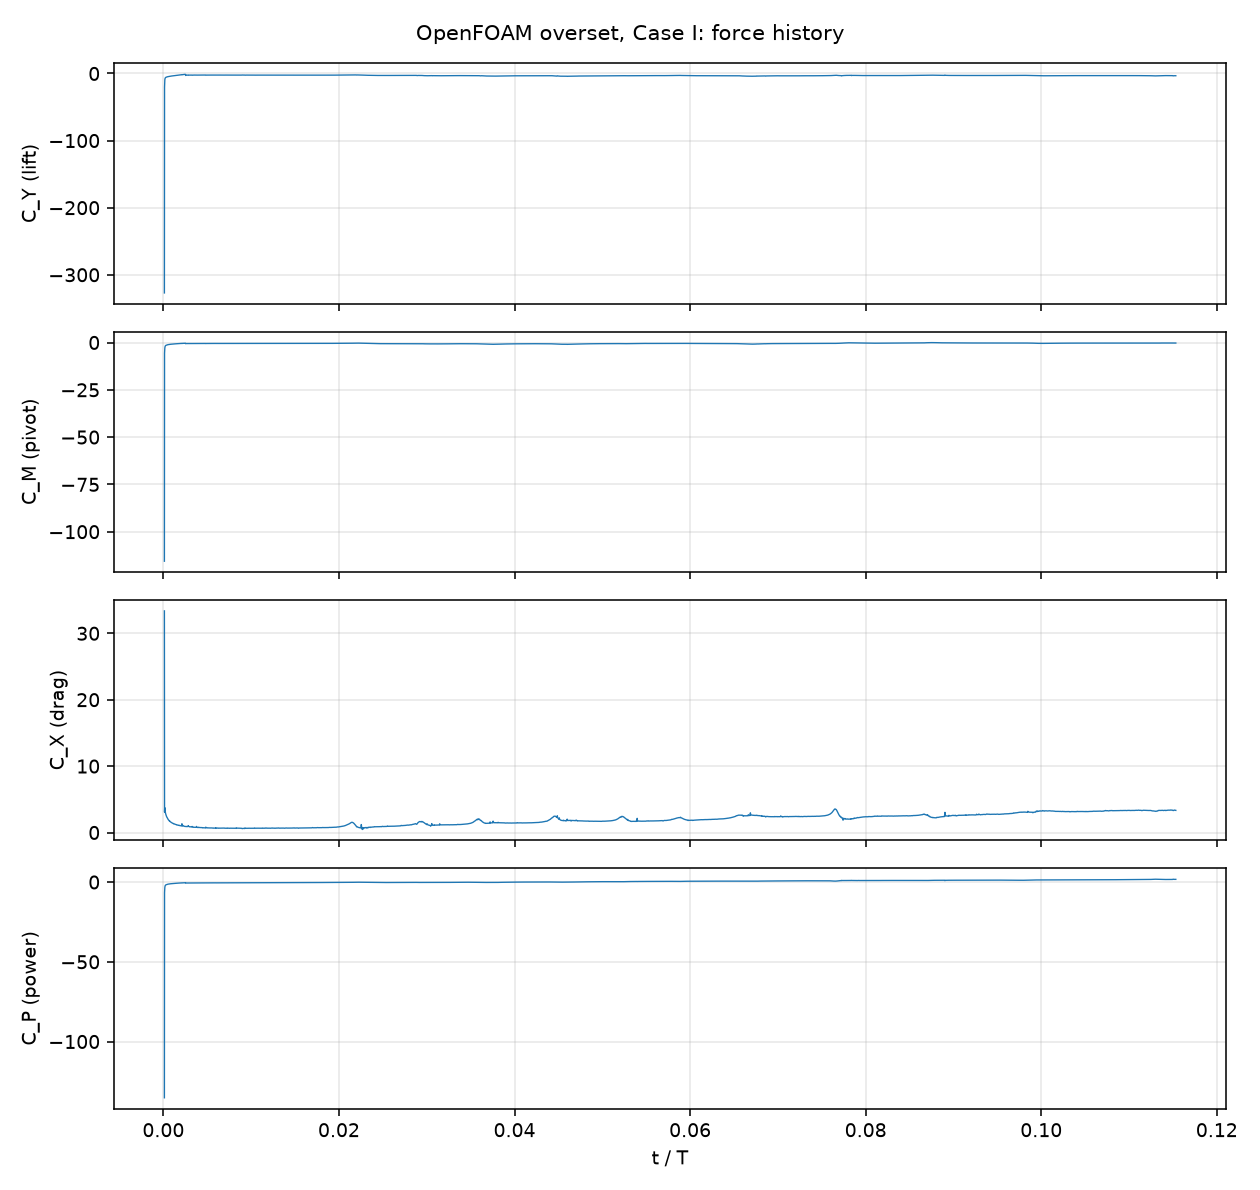 OpenFOAM overset, Case I: force history
0
−100
−200
−300
C_Y (lift)
0
−25
−50
−75
−100
C_M (pivot)
30
20
10
0
C_X (drag)
0
−50
−100
C_P (power)
0.00 0.02 0.04 0.06 0.08 0.10 0.12
t / T